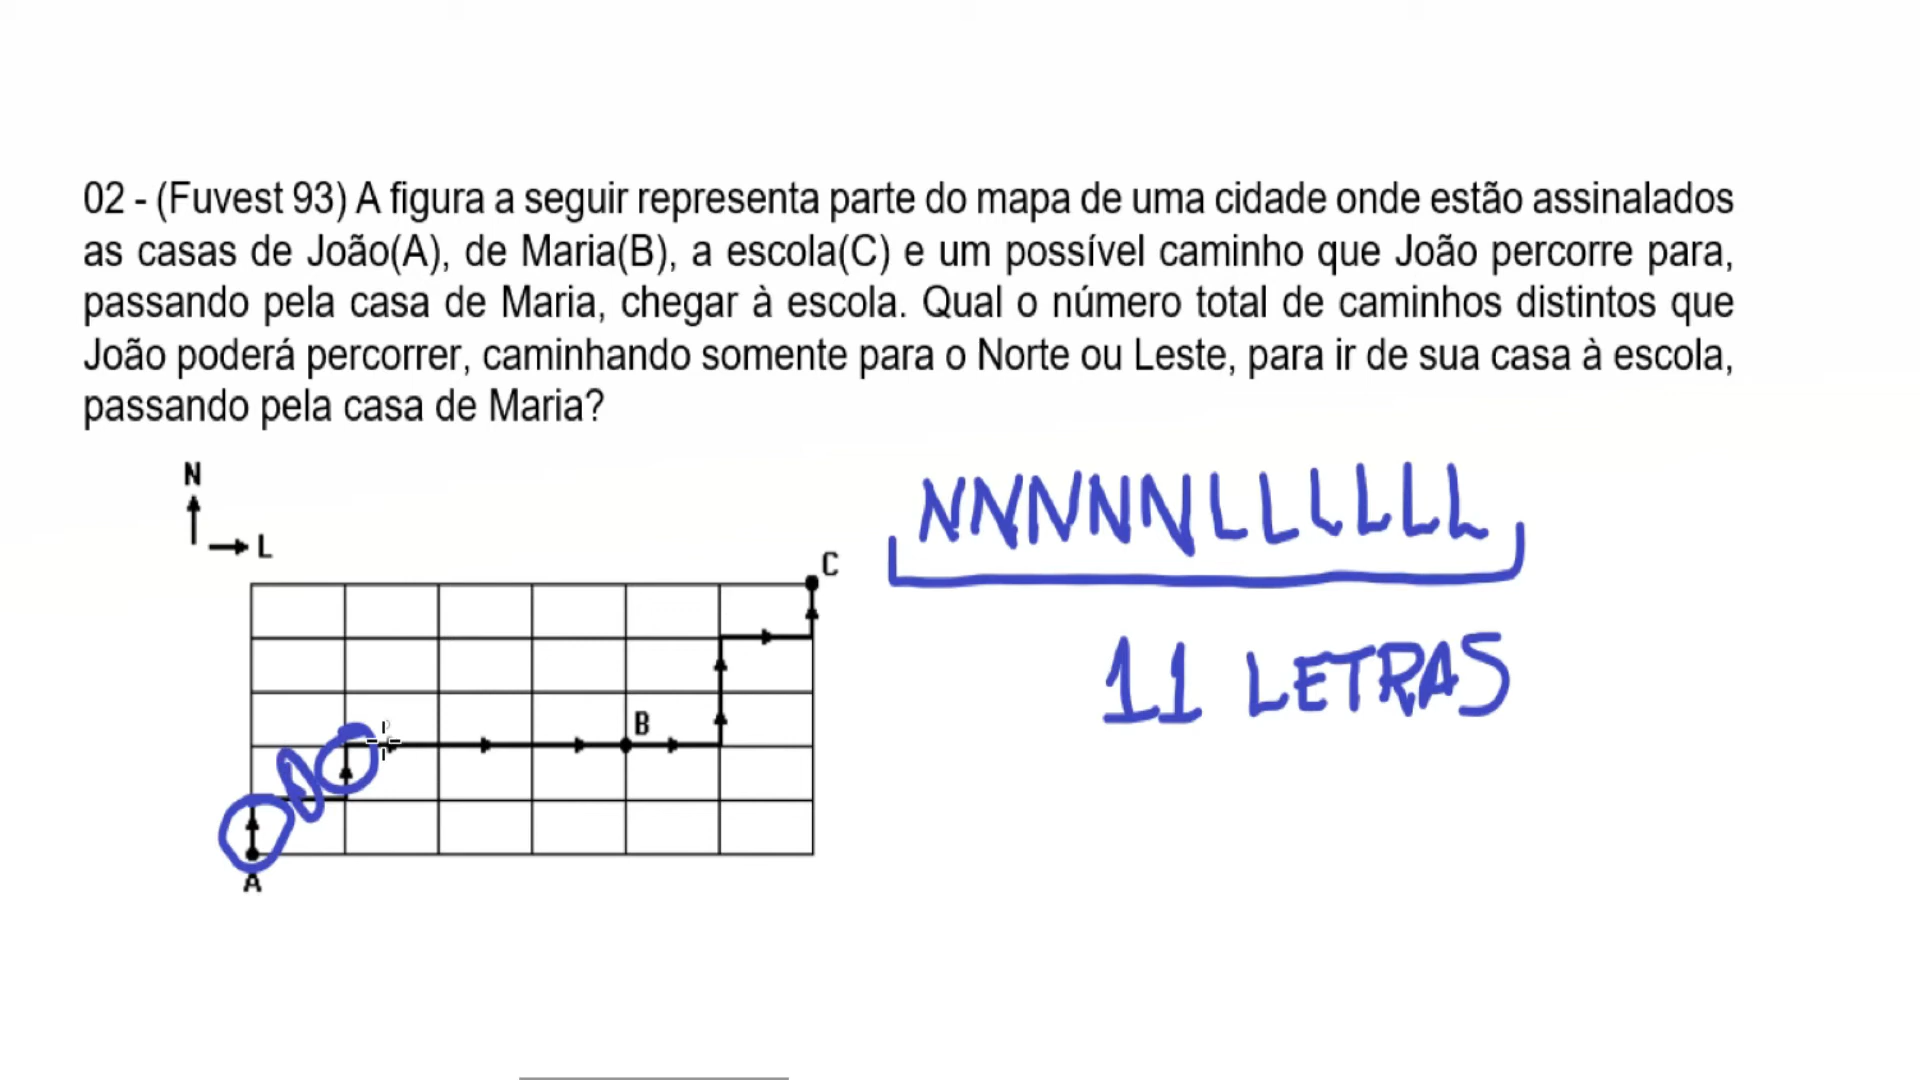 02 - (Fuvest 93) A figura a seguir representa parte do mapa de uma cidade onde estão assinalados
as casas de João(A), de Maria(B), a escola(C) e um possível caminho que João percorre para,
passando pela casa de Maria, chegar à escola. Qual o número total de caminhos distintos que
João poderá percorrer, caminhando somente para o Norte ou Leste, para ir de sua casa à escola,
passando pela casa de Maria?
N
L
NNNNNLLLLLL
C
11 LETRAS
B
A